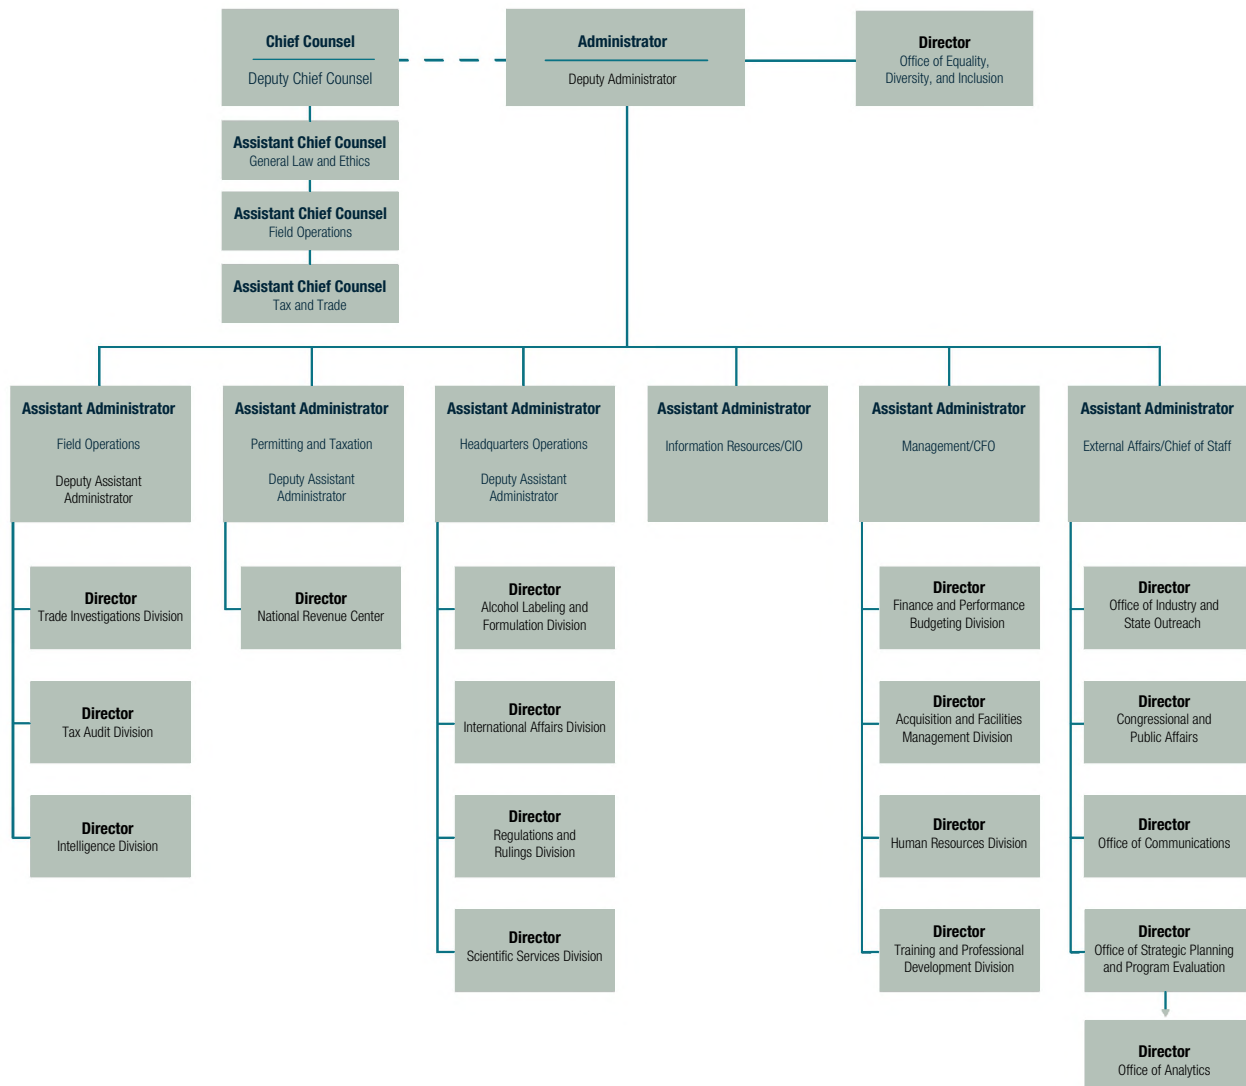 Chief Counsel
Deputy Chief Counsel
Administrator
Deputy Administrator
Director
Office of Equality,
Diversity, and Inclusion
Assistant Chief Counsel
General Law and Ethics
Assistant Chief Counsel
Field Operations
Assistant Chief Counsel
Tax and Trade
Assistant Administrator
Field Operations
Deputy Assistant
Administrator
Director
Trade Investigations Division
Director
Tax Audit Division
Director
Intelligence Division
Assistant Administrator
Permitting and Taxation
Deputy Assistant
Administrator
Director
National Revenue Center
Assistant Administrator
Headquarters Operations
Deputy Assistant
Administrator
Director
Alcohol Labeling and
Formulation Division
Director
International Affairs Division
Director
Regulations and
Rulings Division
Director
Scientific Services Division
Assistant Administrator
Information Resources/CIO
Assistant Administrator
Management/CFO
Director
Finance and Performance
Budgeting Division
Director
Acquisition and Facilities
Management Division
Director
Human Resources Division
Director
Training and Professional
Development Division
Assistant Administrator
External Affairs/Chief of Staff
Director
Office of Industry and
State Outreach
Director
Congressional and
Public Affairs
Director
Office of Communications
Director
Office of Strategic Planning
and Program Evaluation
Director
Office of Analytics